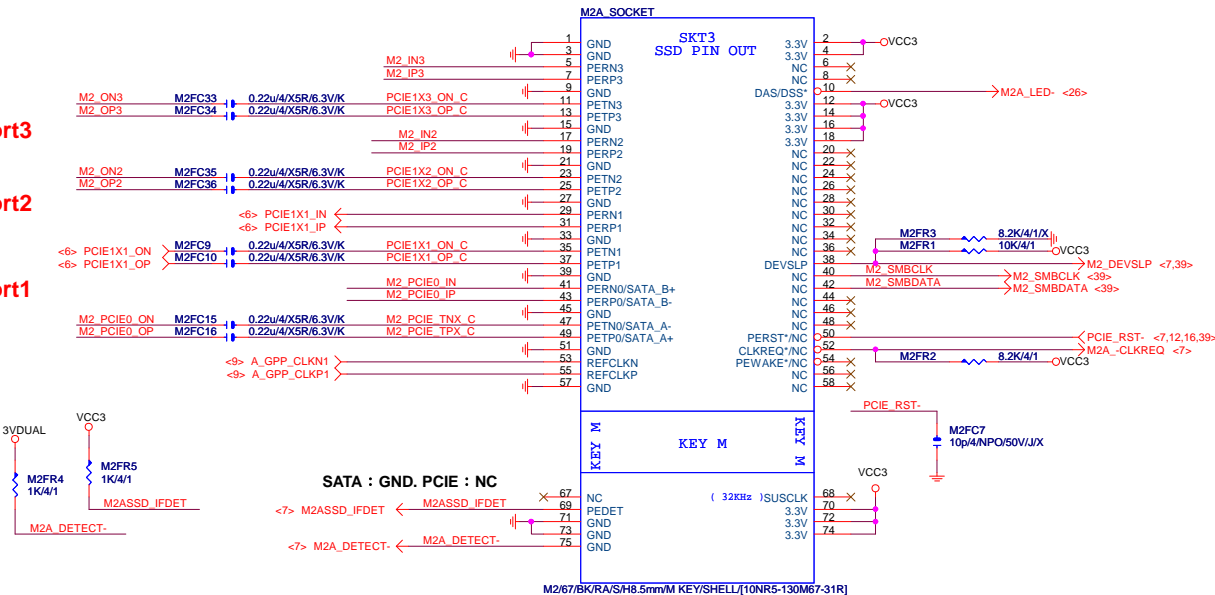 M2A_SOCKET
SKT3
SSD PIN OUT
1 GND 3.3V 2 VCC3
3 GND 3.3V 4
M2_IN3 5 PERN3 NC 6
M2_IP3 7 PERP3 NC 8
9 GND DAS/DSS* 10 M2A_LED- <26>
M2_ON3 M2FC33 0.22u/4/X5R/6.3V/K PCIE1X3_ON_C 11 PETN3 3.3V 12 VCC3
M2_OP3 M2FC34 0.22u/4/X5R/6.3V/K PCIE1X3_OP_C 13 PETP3 3.3V 14
ort3
15 GND 3.3V 16
M2_IN2 17 PERN2 3.3V 18
M2_IP2 19 PERP2 NC 20
21 GND NC 22
M2_ON2 M2FC35 0.22u/4/X5R/6.3V/K PCIE1X2_ON_C 23 PETN2 NC 24
M2_OP2 M2FC36 0.22u/4/X5R/6.3V/K PCIE1X2_OP_C 25 PETP2 NC 26
ort2
27 GND NC 28
<6> PCIE1X1_IN 29 PERN1 NC 30
<6> PCIE1X1_IP 31 PERP1 NC 32
33 GND NC 34 M2FR3 8.2K/4/1/X
<6> PCIE1X1_ON M2FC9 0.22u/4/X5R/6.3V/K PCIE1X1_ON_C 35 PETN1 NC 36 M2FR1 10K/4/1 VCC3
<6> PCIE1X1_OP M2FC10 0.22u/4/X5R/6.3V/K PCIE1X1_OP_C 37 PETP1 DEVSLP 38 M2_DEVSLP <7,39>
39 GND NC 40 M2_SMBCLK M2_SMBCLK <39>
ort1
M2_PCIE0_IN 41 PERN0/SATA_B+ NC 42 M2_SMBDATA M2_SMBDATA <39>
M2_PCIE0_IP 43 PERP0/SATA_B- NC 44
45 GND NC 46
M2_PCIE0_ON M2FC15 0.22u/4/X5R/6.3V/K M2_PCIE_TNX_C 47 PETN0/SATA_A- NC 48
M2_PCIE0_OP M2FC16 0.22u/4/X5R/6.3V/K M2_PCIE_TPX_C 49 PETP0/SATA_A+ PERST*/NC 50 PCIE_RST- <7,12,16,39>
51 GND CLKREQ*/NC 52 M2A_-CLKREQ <7>
<9> A_GPP_CLKN1 53 REFCLKN PEWAKE*/NC 54 M2FR2 8.2K/4/1 VCC3
<9> A_GPP_CLKP1 55 REFCLKP NC 56
57 GND NC 58
PCIE_RST-
M2FC7
10p/4/NPO/50V/J/X
KEY M
KEY M
KEY M
3VDUAL
VCC3
M2FR4
1K/4/1
M2FR5
1K/4/1
M2ASSD_IFDET
M2A_DETECT-
SATA：GND. PCIE：NC
VCC3
67 NC ( 32KHz )SUSCLK 68
<7> M2ASSD_IFDET M2ASSD_IFDET 69 PEDET 3.3V 70
71 GND 3.3V 72
73 GND 3.3V 74
<7> M2A_DETECT- M2A_DETECT- 75 GND
M2/67/BK/RA/S/H8.5mm/M KEY/SHELL/[10NR5-130M67-31R]